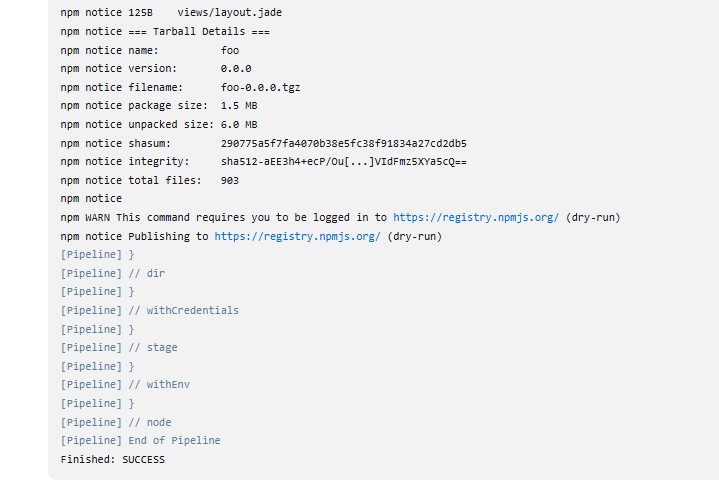 npm notice 125B    views/layout.jade
npm notice === Tarball Details ===
npm notice name:          foo
npm notice version:       0.0.0
npm notice filename:      foo-0.0.0.tgz
npm notice package size:  1.5 MB
npm notice unpacked size: 6.0 MB
npm notice shasum:        290775a5f7fa4070b38e5fc38f91834a27cd2db5
npm notice integrity:     sha512-aEE3h4+ecP/Ou[...]VIdFmz5XYa5cQ==
npm notice total files:   903
npm notice
npm WARN This command requires you to be logged in to https://registry.npmjs.org/ (dry-run)
npm notice Publishing to https://registry.npmjs.org/ (dry-run)
[Pipeline] }
[Pipeline] // dir
[Pipeline] }
[Pipeline] // withCredentials
[Pipeline] }
[Pipeline] // stage
[Pipeline] }
[Pipeline] // withEnv
[Pipeline] }
[Pipeline] // node
[Pipeline] End of Pipeline
Finished: SUCCESS